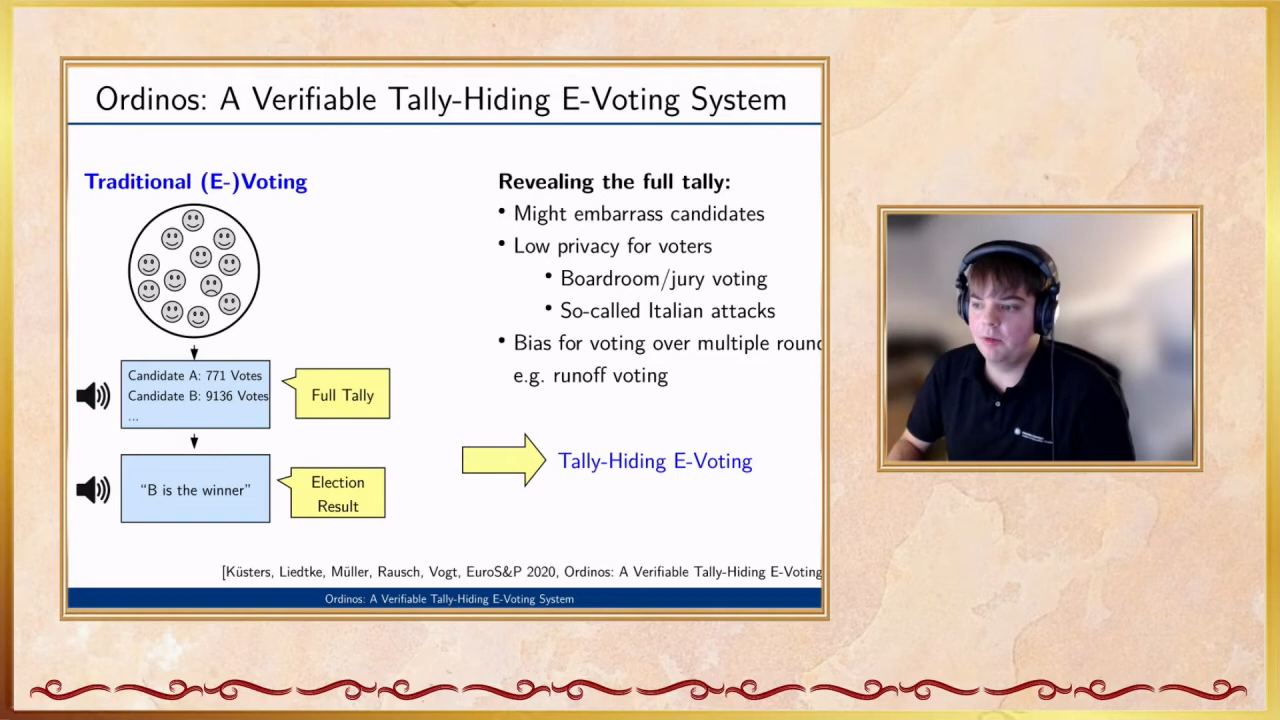 Ordinos: A Verifiable Tally-Hiding E-Voting System
Traditional (E-)Voting
Candidate A: 771 Votes
Candidate B: 9136 Votes
...
Full Tally
"B is the winner"
Election
Result
Revealing the full tally:
• Might embarrass candidates
• Low privacy for voters
• Boardroom/jury voting
• So-called Italian attacks
• Bias for voting over multiple roun
e.g. runoff voting
Tally-Hiding E-Voting
[Küsters, Liedtke, Müller, Rausch, Vogt, EuroS&P 2020, Ordinos: A Verifiable Tally-Hiding E-Voting
Ordinos: A Verifiable Tally-Hiding E-Voting System